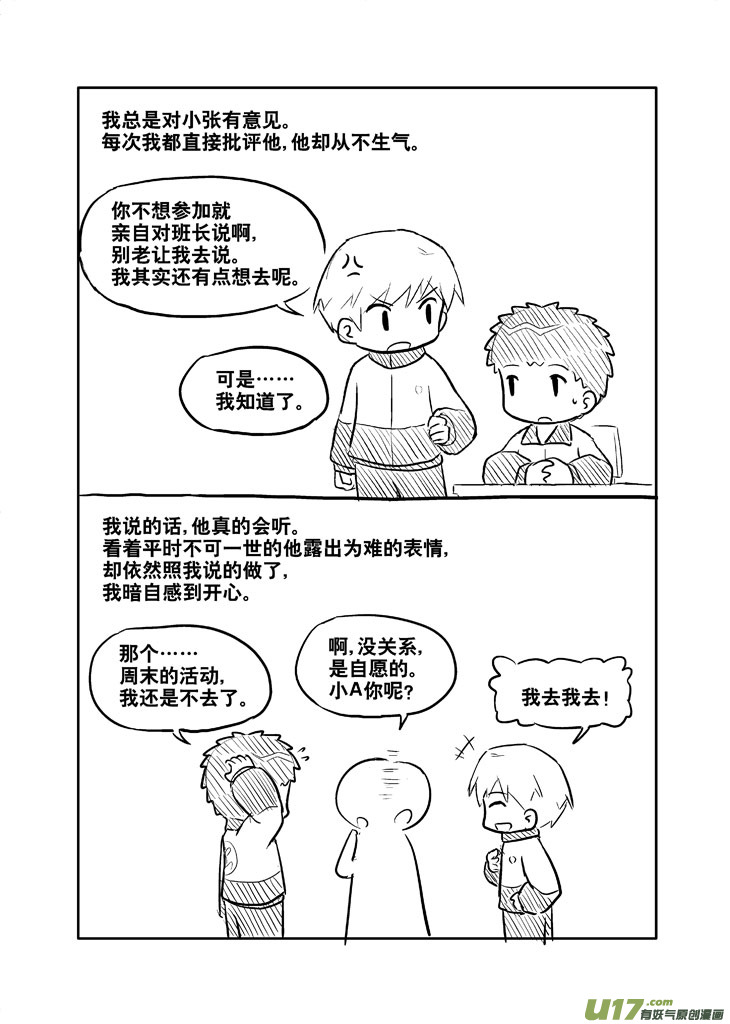 我总是对小张有意见。
每次我都直接批评他,他却从不生气。
你不想参加就
亲自对班长说啊,
别老让我去说。
我其实还有点想去呢。
可是……
我知道了。
我说的话,他真的会听。
看着平时不可一世的他露出为难的表情,
却依然照我说的做了,
我暗自感到开心。
那个……
周末的活动,
我还是不去了。
啊,没关系,
是自愿的。
小A你呢?
我去我去!
U17.com
有妖气原创漫画